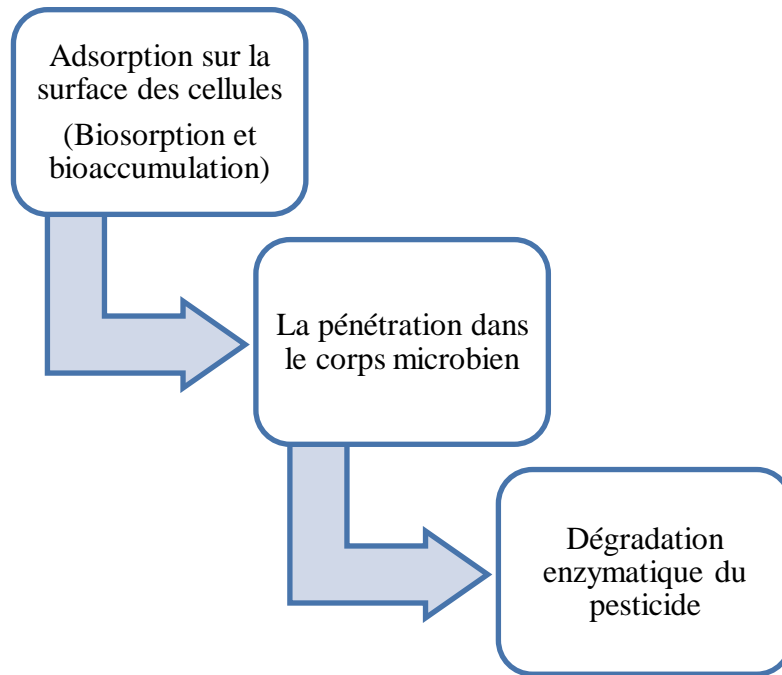 Adsorption sur la
surface des cellules
(Biosorption et
bioaccumulation)
La pénétration dans
le corps microbien
Dégradation
enzymatique du
pesticide